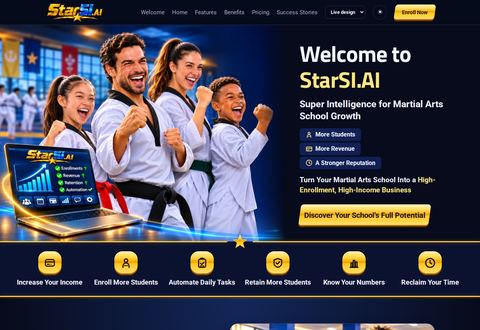 StarSI.AI
Welcome
Home
Features
Benefits
Pricing
Success Stories
Live design
Enroll Now
Welcome to
StarSI.AI
Super Intelligence for Martial Arts
School Growth
More Students
More Revenue
A Stronger Reputation
Turn Your Martial Arts School Into a High-
Enrollment, High-Income Business
Discover Your School's Full Potential
StarSI.AI
Enrollments
Revenue
Retention
Automation
Increase Your Income
Enroll More Students
Automate Daily Tasks
Retain More Students
Know Your Numbers
Reclaim Your Time